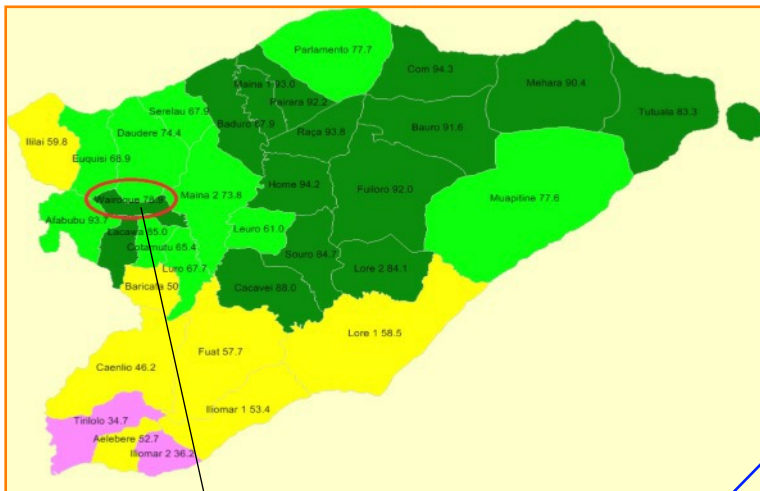 Parlamento 77.7
Com 94.3
Mehara 90.4
Maina 1 93.0
Pairara 92.2
Tutuala 83.3
Serelau 67.9
Baduro 67.9
Daudere 74.4
Raça 93.8
Bauro 91.6
Ililai 59.8
Euquisi 68.9
Home 94.2
Fuiloro 92.0
Maina 2 73.8
Muapitine 77.6
Afabubu 93.7
Leuro 61.0
Lacawa 85.0
Cotamutu 65.4
Souro 84.7
Luro 67.7
Lore 2 84.1
Baricafa 50
Cacavei 88.0
Lore 1 58.5
Fuat 57.7
Caenlio 46.2
Iliomar 1 53.4
Tirilolo 34.7
Aelebere 52.7
Iliomar 2 36.2